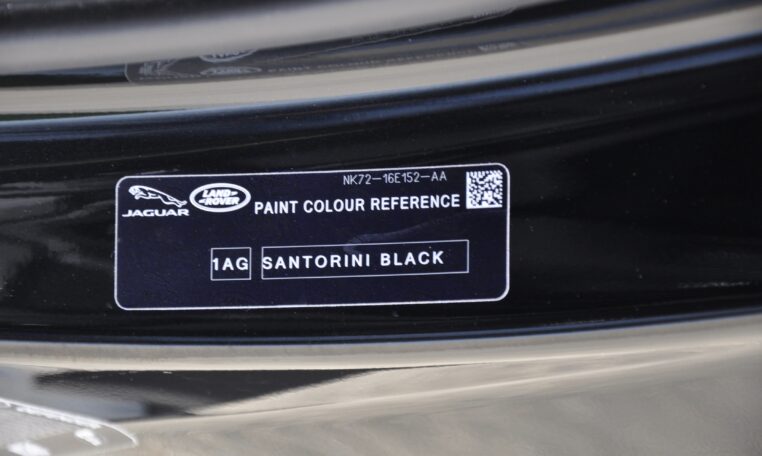 NK72-16E152-AA
JAGUAR
LAND ROVER
PAINT COLOUR REFERENCE
1AG
SANTORINI BLACK